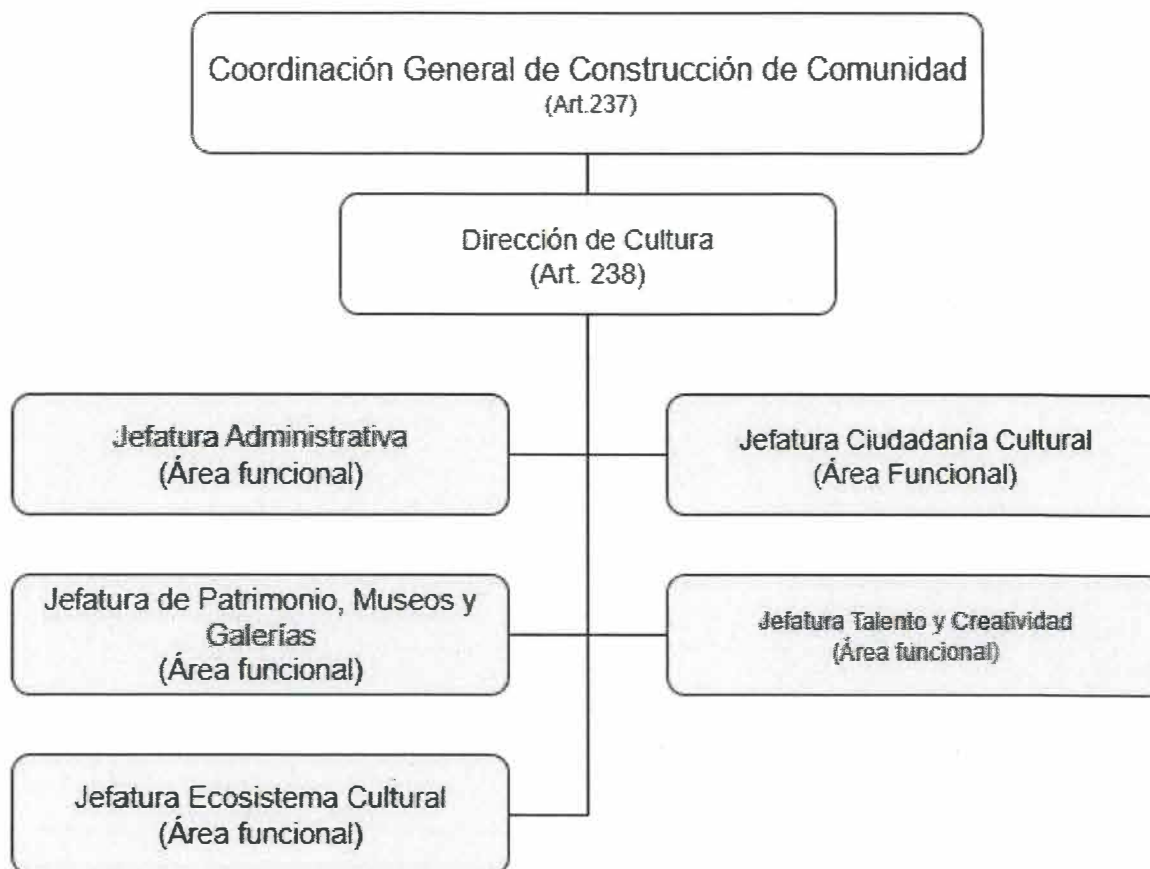 Coordinación General de Construcción de Comunidad
(Art.237)
Dirección de Cultura
(Art. 238)
Jefatura Administrativa
(Área funcional)
Jefatura Ciudadanía Cultural
(Área Funcional)
Jefatura de Patrimonio, Museos y
Galerías
(Área funcional)
Jefatura Talento y Creatividad
(Área funcional)
Jefatura Ecosistema Cultural
(Área funcional)